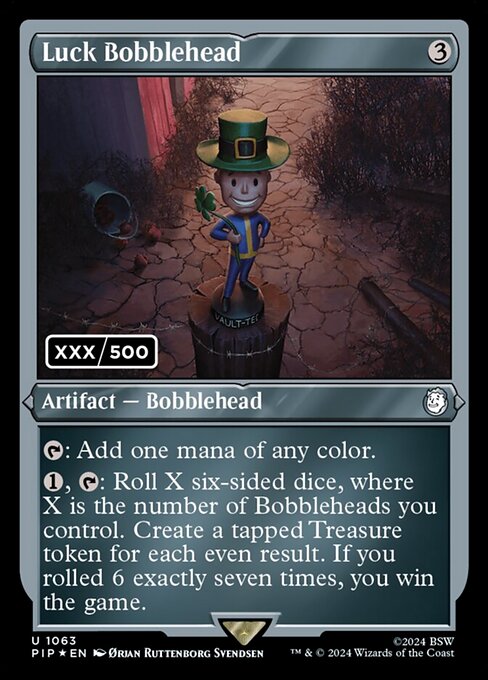 Luck Bobblehead 3
VAULT-TEC
XXX/500
Artifact — Bobblehead
: Add one mana of any color.
1, : Roll X six-sided dice, where
X is the number of Bobbleheads you
control. Create a tapped Treasure
token for each even result. If you
rolled 6 exactly seven times, you win
the game.
U 1063
©2024 BSW
PIP ★ EN Ørian Ruttenborg Svendsen
™ & © 2024 Wizards of the Coast